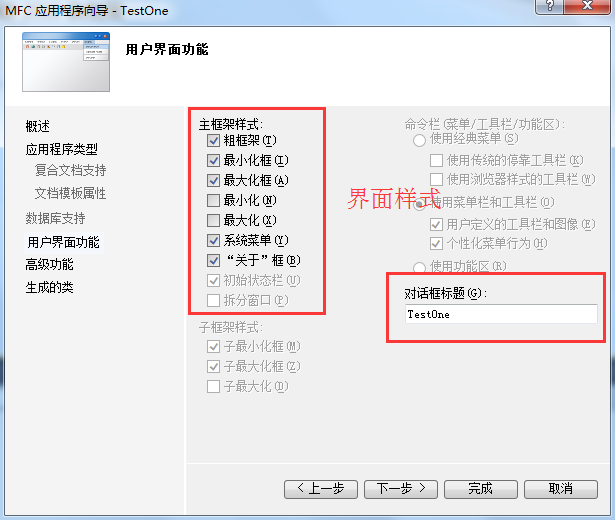 MFC 应用程序向导 - TestOne
用户界面功能
概述
应用程序类型
复合文档支持
文档模板属性
数据库支持
用户界面功能
高级功能
生成的类
主框架样式:
粗框架(T)
最小化框(I)
最大化框(A)
最小化(N)
最大化(X)
系统菜单(Y)
“关于”框(B)
初始状态栏(U)
拆分窗口(P)
子框架样式:
子最小化框(M)
子最大化框(Z)
子最大化(D)
命令栏(菜单/工具栏/功能区):
使用经典菜单(S)
使用传统的停靠工具栏(K)
使用浏览器样式的工具栏(W)
界面样式
使用菜单栏和工具栏(O)
用户定义的工具栏和图像(E)
个性化菜单行为(H)
使用功能区(R)
对话框标题(G):
TestOne
< 上一步
下一步 >
完成
取消